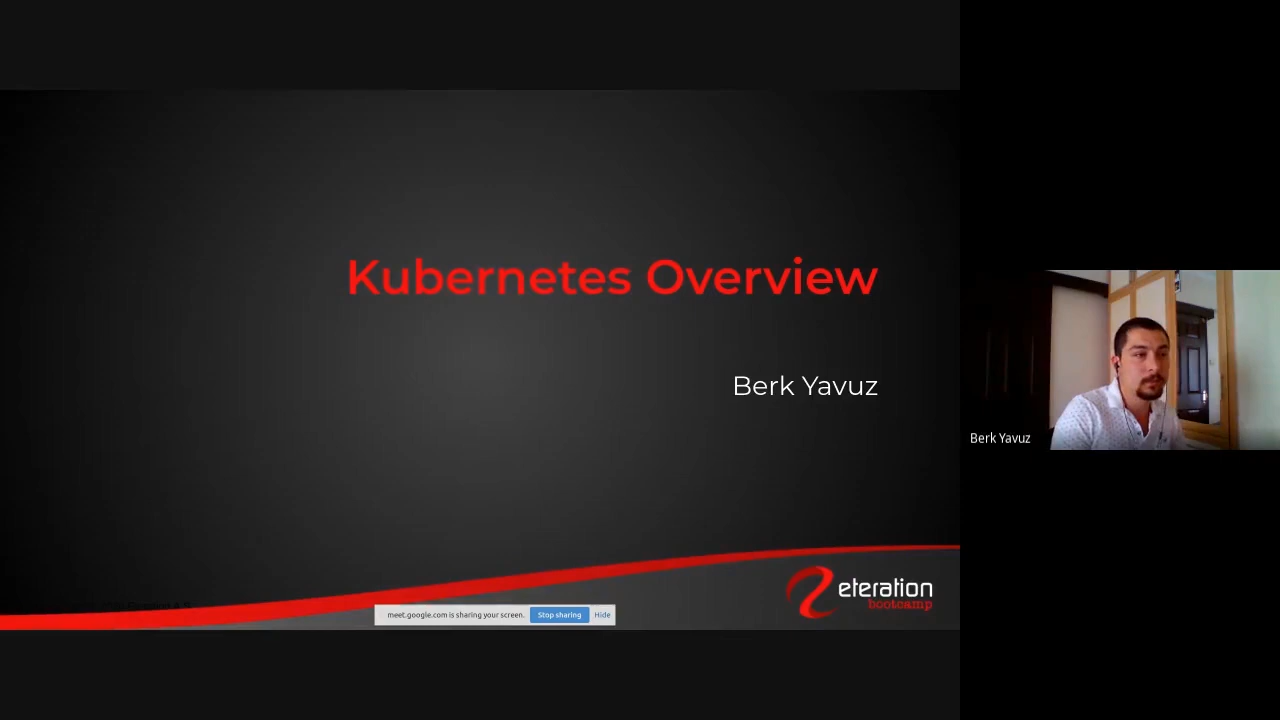 Kubernetes Overview
Berk Yavuz
Berk Yavuz
eteration
bootcamp
meet.google.com is sharing your screen. Stop sharing Hide